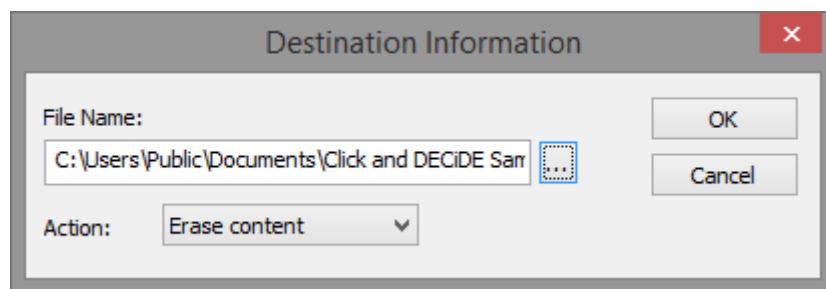 Destination Information
File Name:
OK
C:\Users\Public\Documents\Click and DECiDE Sam
...
Cancel
Action:
Erase content